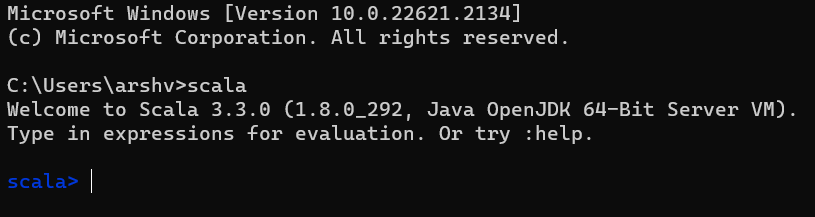 Microsoft Windows [Version 10.0.22621.2134]
(c) Microsoft Corporation. All rights reserved.
C:\Users\arshv>scala
Welcome to Scala 3.3.0 (1.8.0_292, Java OpenJDK 64-Bit Server VM).
Type in expressions for evaluation. Or try :help.
scala>